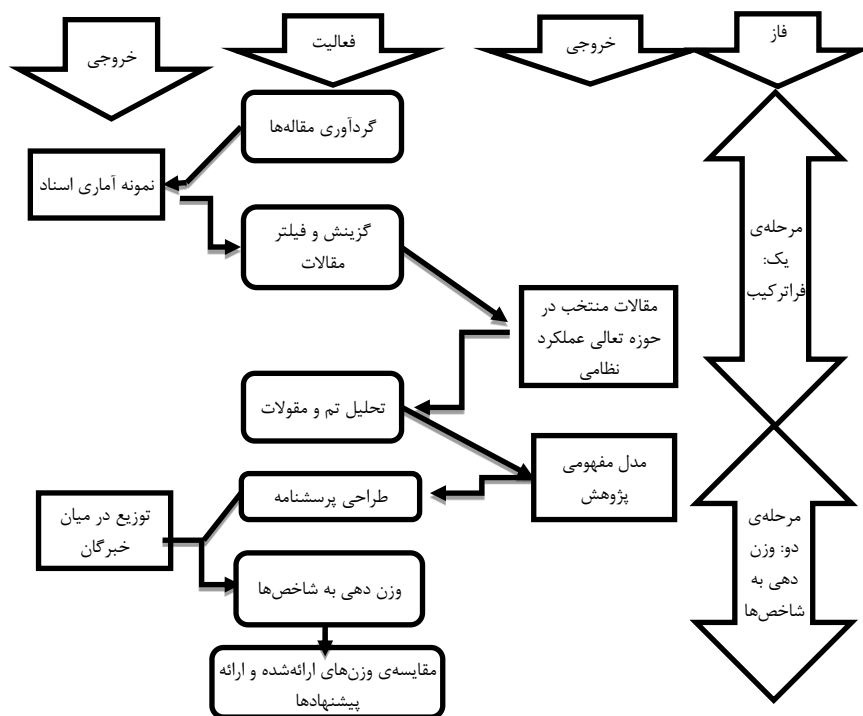 فاز
خروجی
فعالیت
خروجی
گردآوری مقاله‌ها
نمونه آماری اسناد
گزینش و فیلتر
مقالات
مقالات منتخب در
حوزه تعالی عملکرد
نظامی
مرحله‌ی
یک:
فراترکیب
تحلیل تم و مقولات
مدل مفهومی
پژوهش
طراحی پرسشنامه
توزیع در میان
خبرگان
مرحله‌ی
دو: وزن
دهی به
شاخص‌ها
وزن دهی به شاخص‌ها
مقایسه‌ی وزن‌های ارائه‌شده و ارائه
پیشنهادها